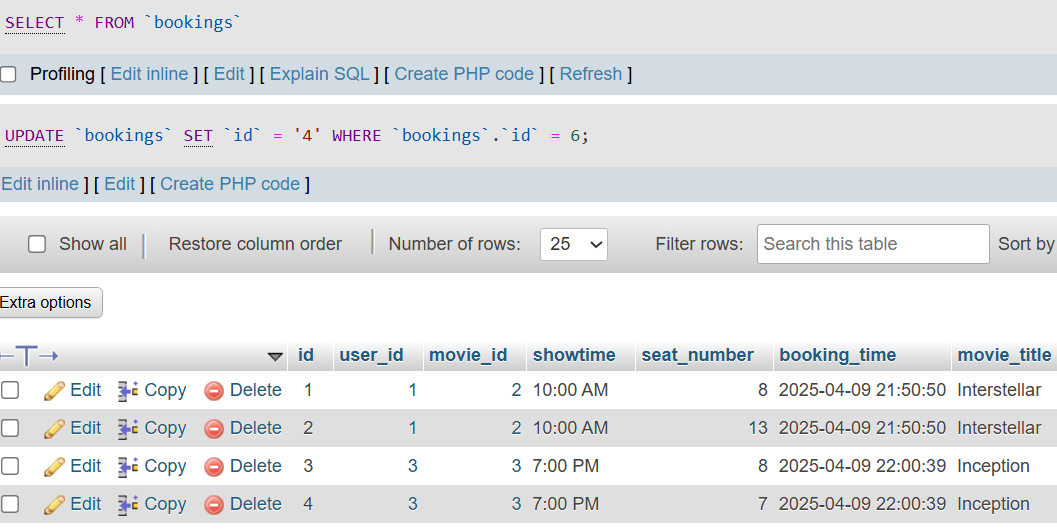 SELECT * FROM `bookings`
Profiling [ Edit inline ] [ Edit ] [ Explain SQL ] [ Create PHP code ] [ Refresh ]
UPDATE `bookings` SET `id` = '4' WHERE `bookings`.`id` = 6;
Edit inline ] [ Edit ] [ Create PHP code ]
Show all Restore column order Number of rows: 25 Filter rows: Search this table Sort by
Extra options
id user_id movie_id showtime seat_number booking_time movie_title
Edit Copy Delete 1 1 2 10:00 AM 8 2025-04-09 21:50:50 Interstellar
Edit Copy Delete 2 1 2 10:00 AM 13 2025-04-09 21:50:50 Interstellar
Edit Copy Delete 3 3 3 7:00 PM 8 2025-04-09 22:00:39 Inception
Edit Copy Delete 4 3 3 7:00 PM 7 2025-04-09 22:00:39 Inception